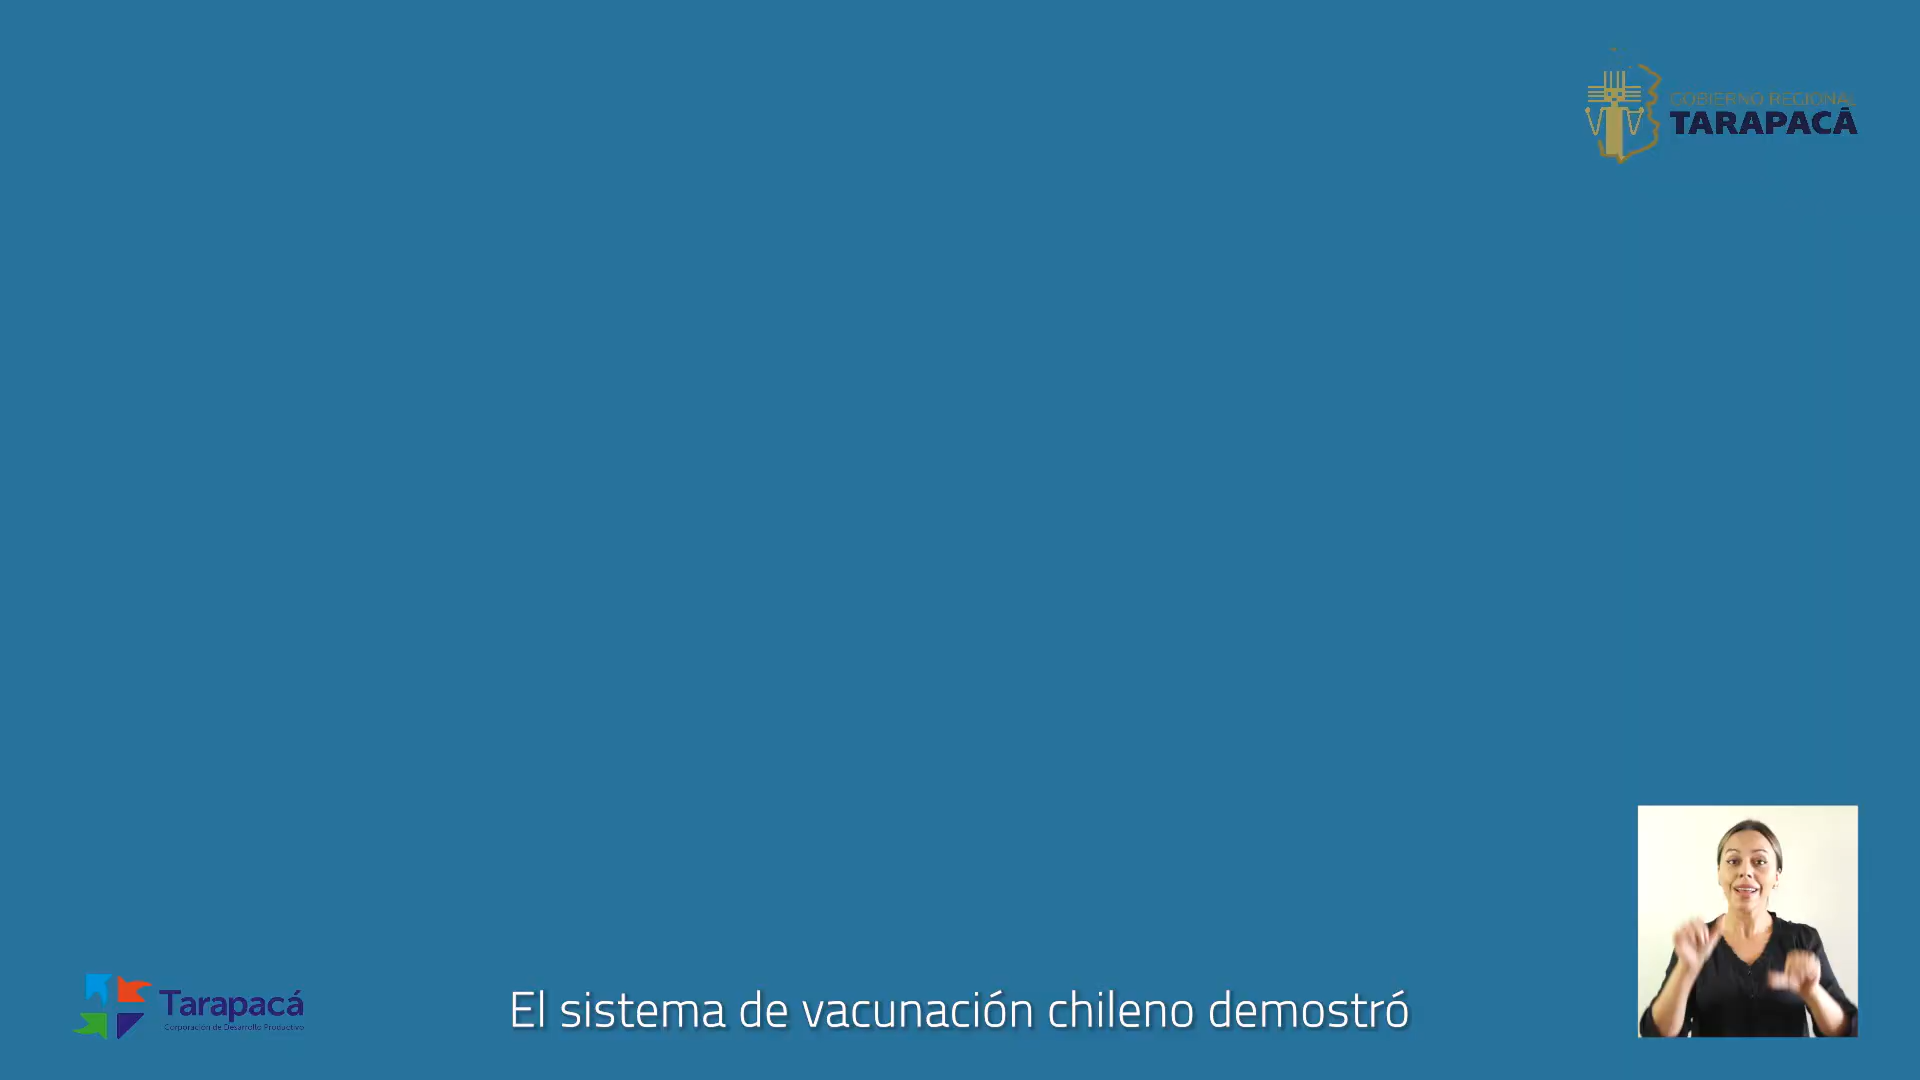 GOBIERNO REGIONAL
TARAPACÁ
Tarapacá
Corporación de Desarrollo Productivo
El sistema de vacunación chileno demostró